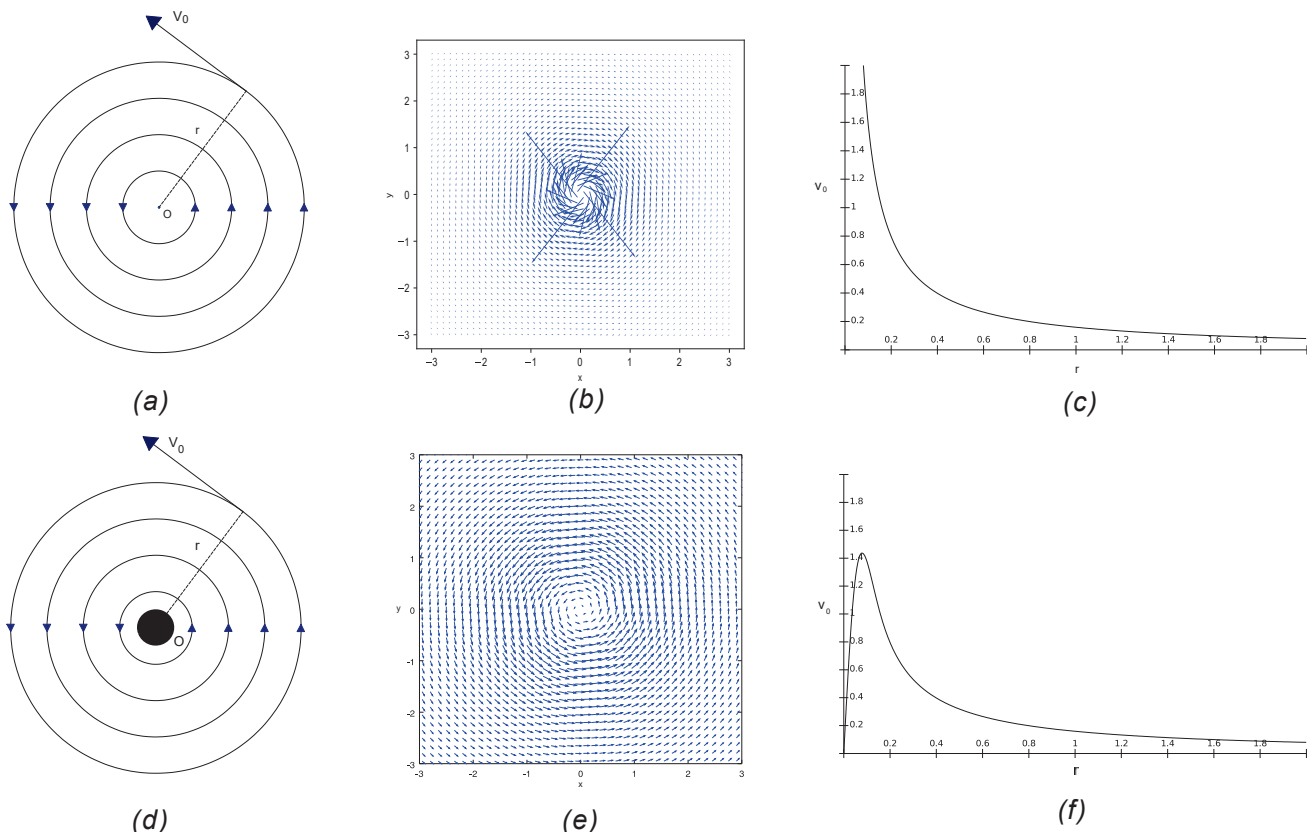 V0
r
O
(a)
3
2
1
0
−1
−2
−3
y
−3 −2 −1 0 1 2 3
x
(b)
1.8
1.6
1.4
1.2
1
0.8
0.6
0.4
0.2
v0
0.2 0.4 0.6 0.8 1 1.2 1.4 1.6 1.8
r
(c)
V0
r
O
(d)
3
2
1
0
-1
-2
-3
y
-3 -2 -1 0 1 2 3
x
(e)
1.8
1.6
1.4
1.2
1
0.8
0.6
0.4
0.2
v0
0.2 0.4 0.6 0.8 1 1.2 1.4 1.6 1.8
r
(f)